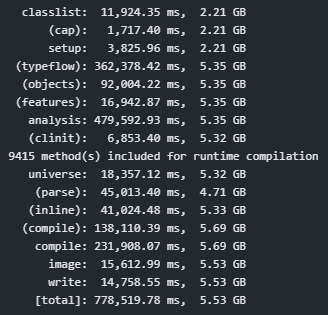 classlist:  11,924.35 ms,  2.21 GB
(cap):   1,717.40 ms,  2.21 GB
setup:   3,825.96 ms,  2.21 GB
(typeflow): 362,378.42 ms,  5.35 GB
(objects):  92,004.22 ms,  5.35 GB
(features):  16,942.87 ms,  5.35 GB
analysis: 479,592.93 ms,  5.35 GB
(clinit):   6,853.40 ms,  5.32 GB
9415 method(s) included for runtime compilation
universe:  18,357.12 ms,  5.32 GB
(parse):  45,013.40 ms,  4.71 GB
(inline):  41,024.48 ms,  5.33 GB
(compile): 138,110.39 ms,  5.69 GB
compile: 231,908.07 ms,  5.69 GB
image:  15,612.99 ms,  5.53 GB
write:  14,758.55 ms,  5.53 GB
[total]: 778,519.78 ms,  5.53 GB